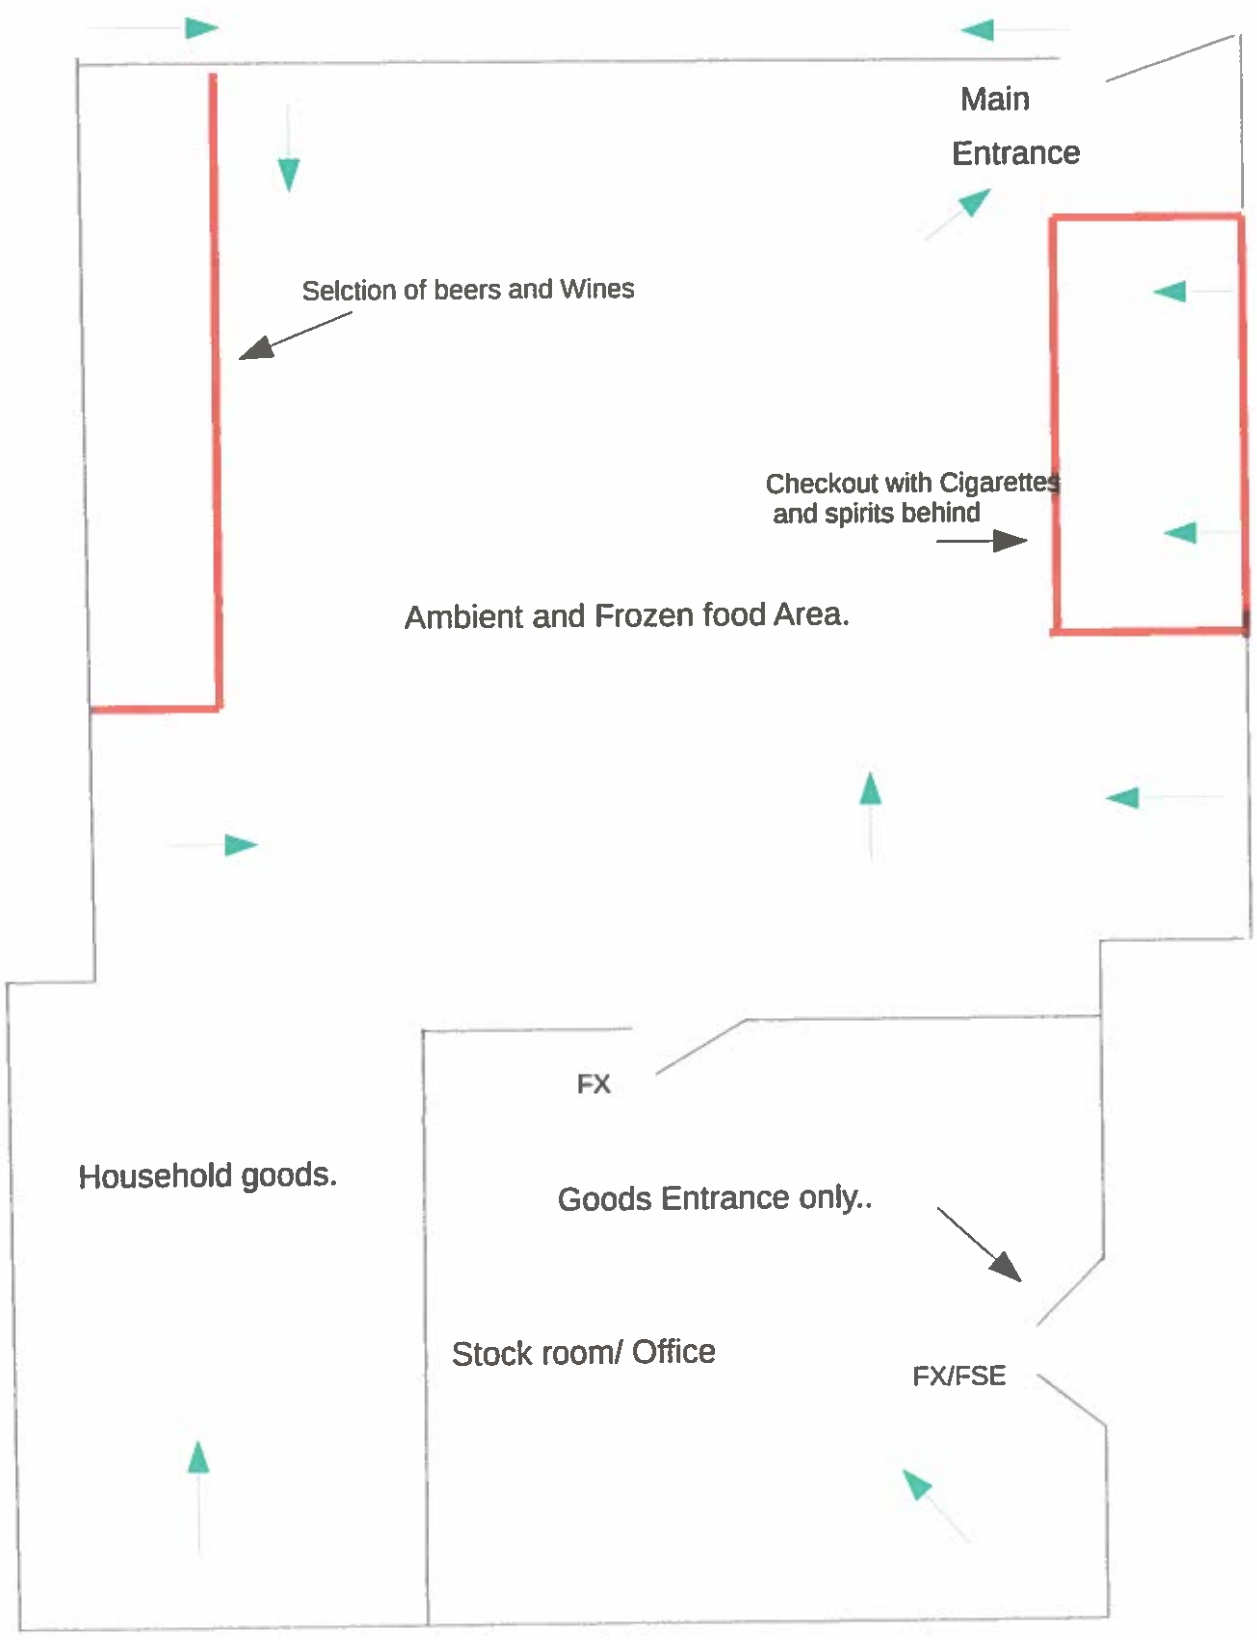 Main
Entrance
Selction of beers and Wines
Checkout with Cigarettes
and spirits behind
Ambient and Frozen food Area.
FX
Household goods.
Goods Entrance only..
Stock room/ Office
FX/FSE